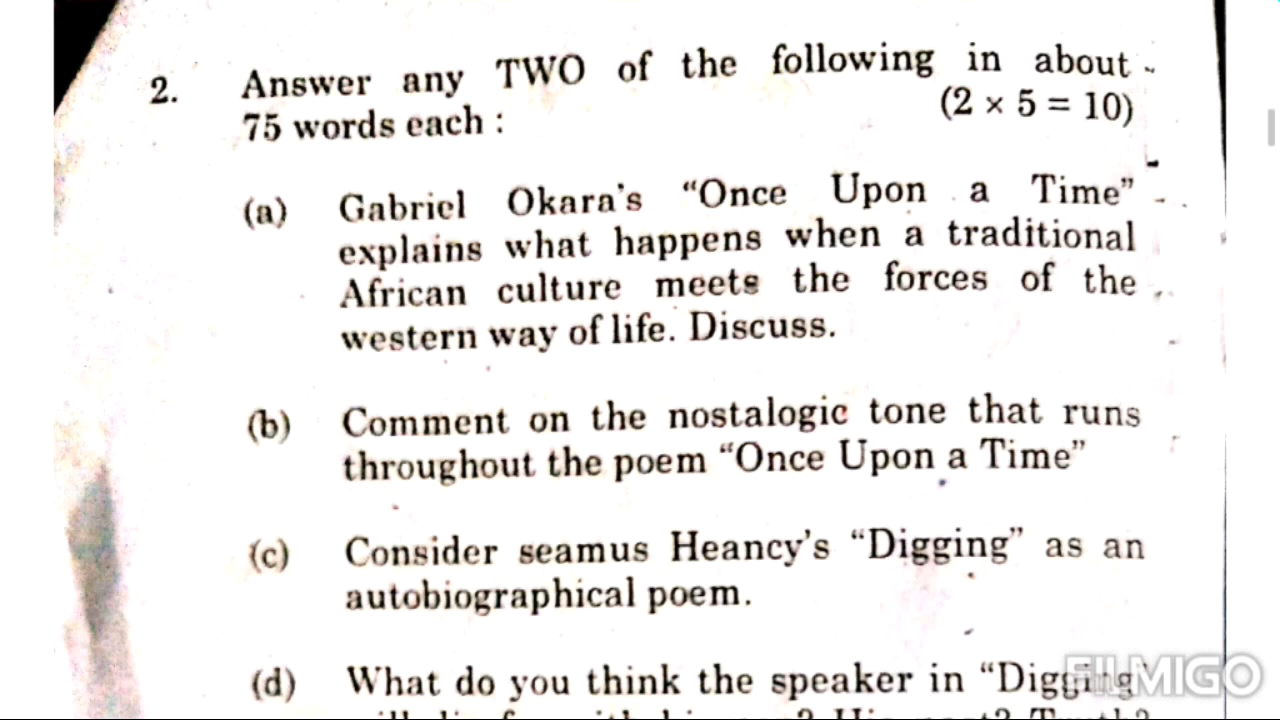 2. Answer any TWO of the following in about
75 words each : (2 × 5 = 10)
(a) Gabriel Okara's “Once Upon a Time”
explains what happens when a traditional
African culture meets the forces of the
western way of life. Discuss.
(b) Comment on the nostalogic tone that runs
throughout the poem “Once Upon a Time”
(c) Consider seamus Heancy's “Digging” as an
autobiographical poem.
(d) What do you think the speaker in “Digging”
FILMIGO